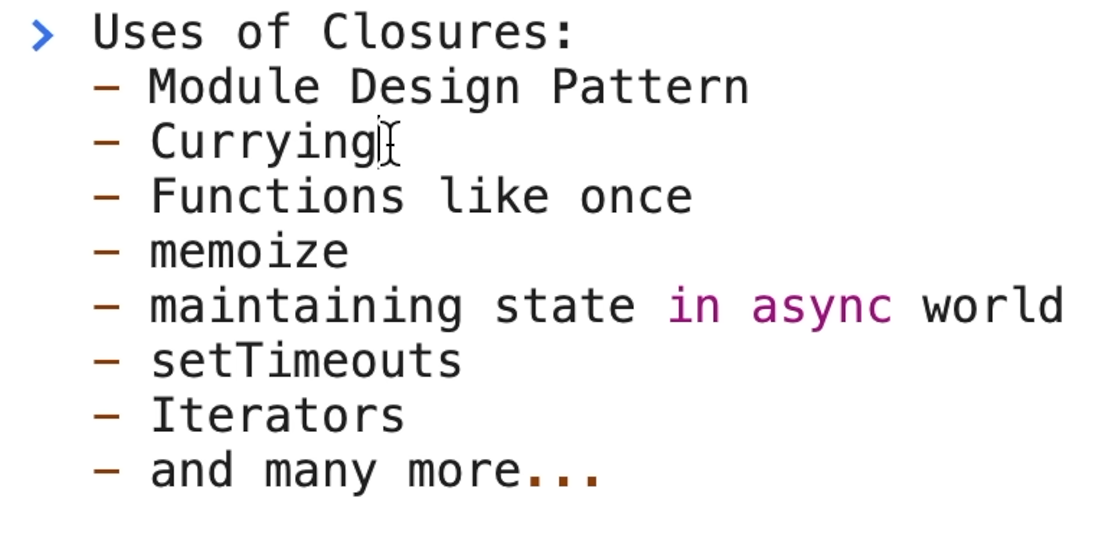 > Uses of Closures:
– Module Design Pattern
– Currying
– Functions like once
– memoize
– maintaining state in async world
– setTimeouts
– Iterators
– and many more...